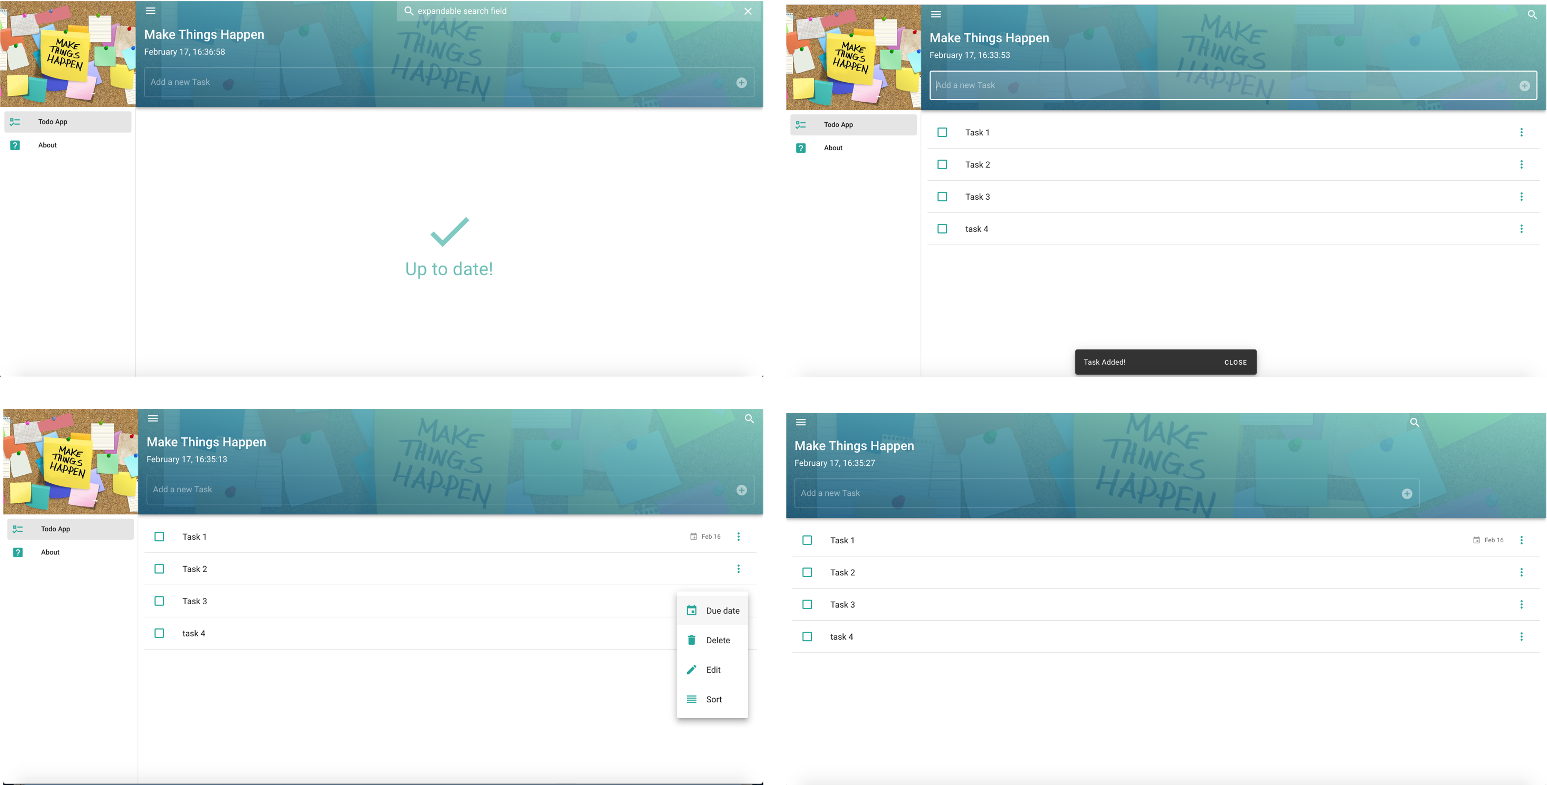 MAKE
THINGS
HAPPEN
expandable search field
Make Things Happen
February 17, 16:36:58
Add a new Task
MAKE
THINGS
HAPPEN
Todo App
About
Up to date!
MAKE
THINGS
HAPPEN
Make Things Happen
February 17, 16:33:53
Add a new Task
MAKE
THINGS
HAPPEN
Todo App
About
Task 1
Task 2
Task 3
task 4
Task Added!
CLOSE
MAKE
THINGS
HAPPEN
Make Things Happen
February 17, 16:35:13
Add a new Task
MAKE
THINGS
HAPPEN
Todo App
About
Task 1
Feb 16
Task 2
Task 3
task 4
Due date
Delete
Edit
Sort
Make Things Happen
February 17, 16:35:27
Add a new Task
MAKE
THINGS
HAPPEN
Task 1
Feb 16
Task 2
Task 3
task 4